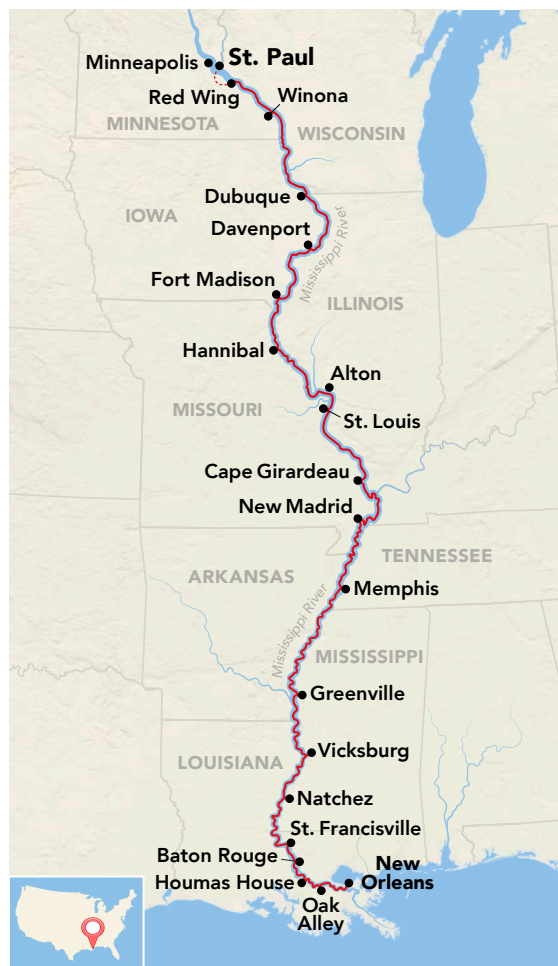 Minneapolis
St. Paul
Red Wing
Winona
MINNESOTA
WISCONSIN
Dubuque
IOWA
Davenport
Mississippi River
Fort Madison
ILLINOIS
Hannibal
Alton
MISSOURI
St. Louis
Cape Girardeau
New Madrid
TENNESSEE
ARKANSAS
Memphis
Mississippi River
MISSISSIPPI
Greenville
Vicksburg
LOUISIANA
Natchez
St. Francisville
Baton Rouge
New
Orleans
Houmas House
Oak
Alley